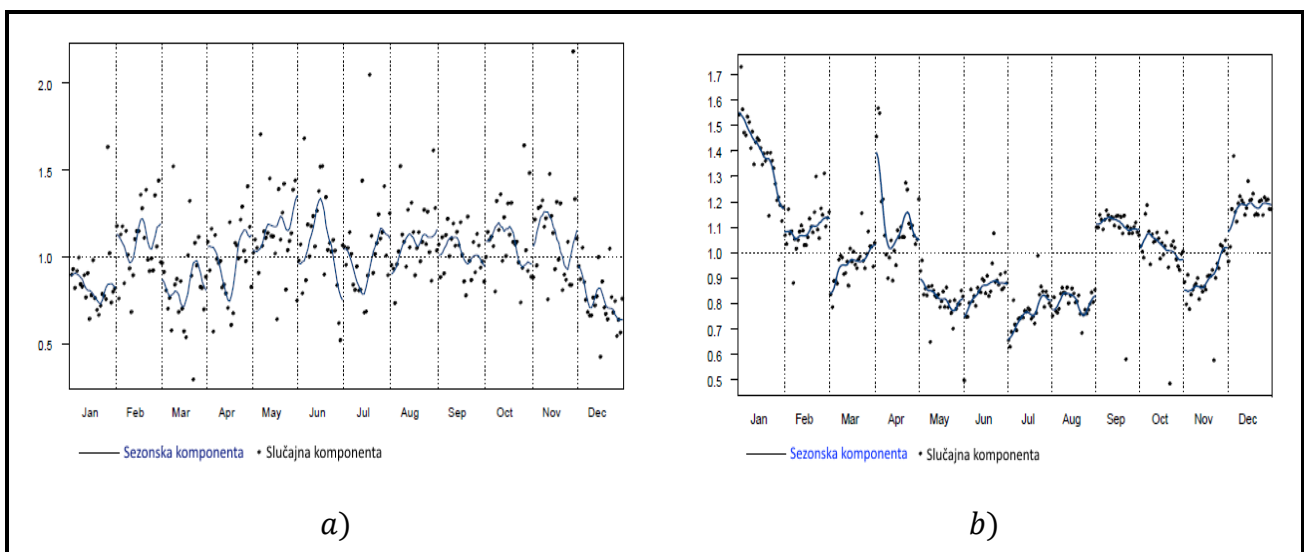 2.0
1.5
1.0
0.5
Jan Feb Mar Apr May Jun Jul Aug Sep Oct Nov Dec
Sezonska komponenta Slučajna komponenta
a)
1.7
1.6
1.5
1.4
1.3
1.2
1.1
1.0
0.9
0.8
0.7
0.6
0.5
Jan Feb Mar Apr May Jun Jul Aug Sep Oct Nov Dec
Sezonska komponenta Slučajna komponenta
b)